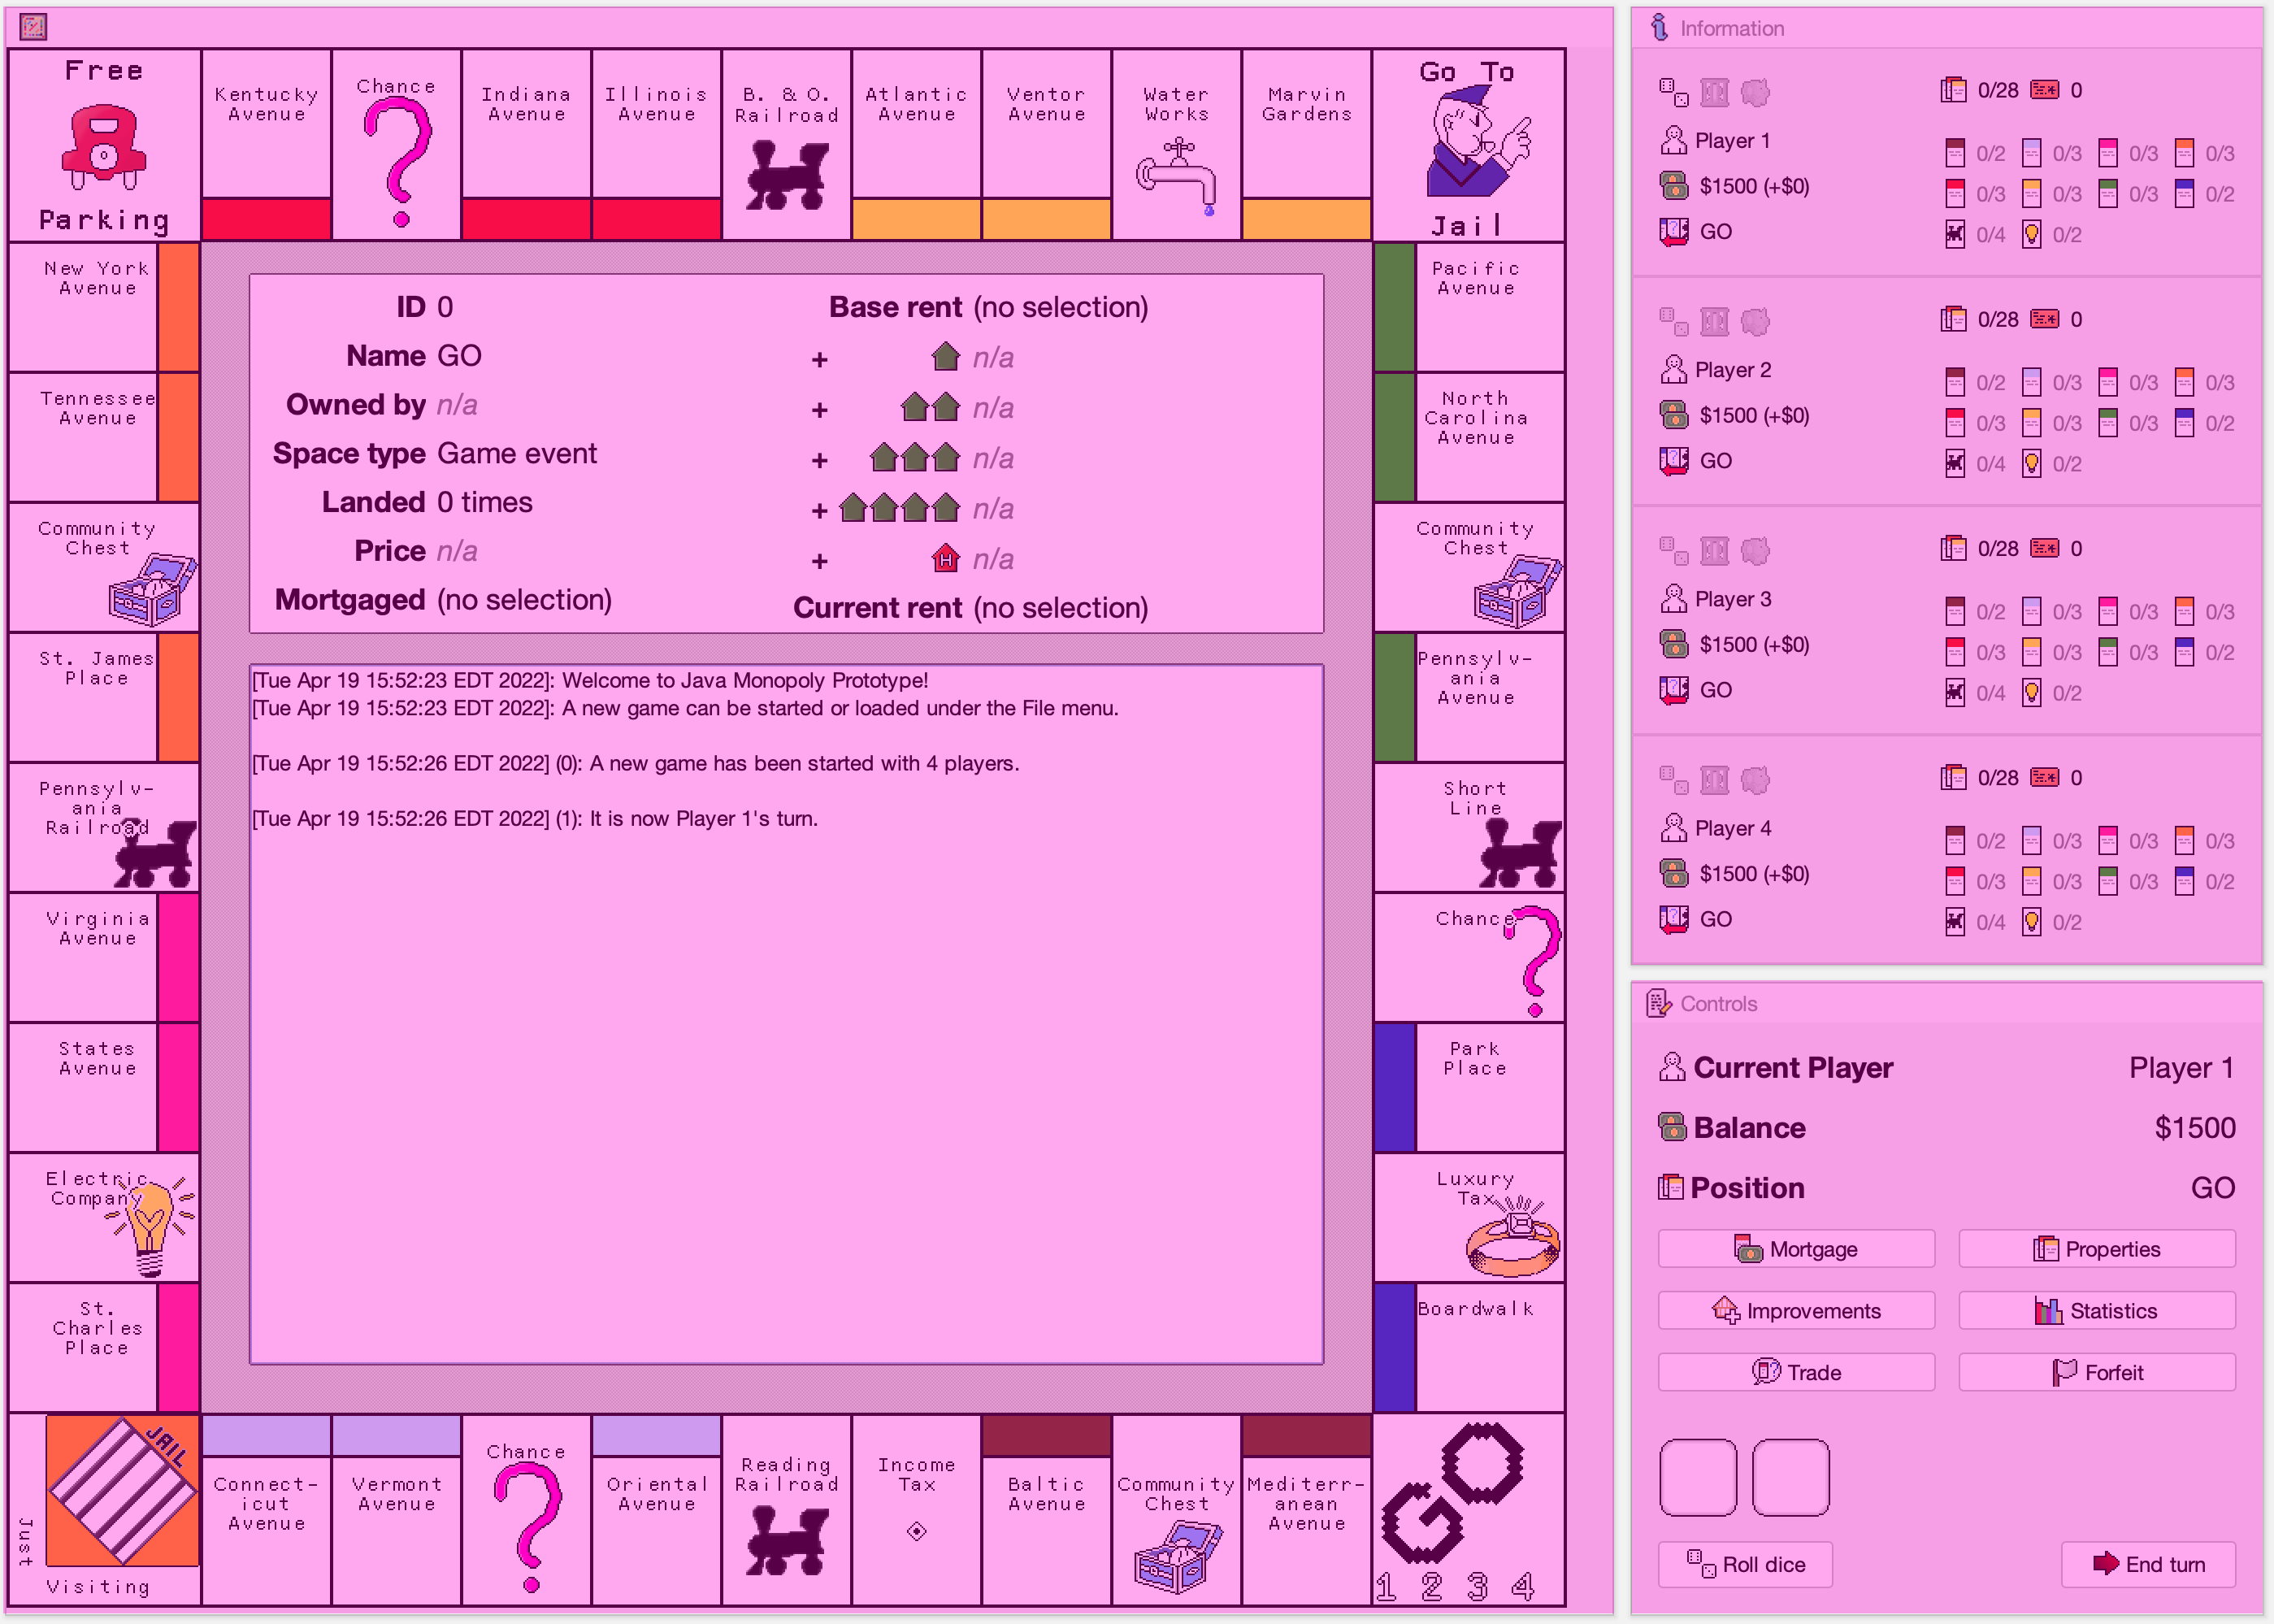 Free
Parking
Kentucky
Avenue
Chance
Indiana
Avenue
Illinois
Avenue
B. & O.
Railroad
Atlantic
Avenue
Ventor
Avenue
Water
Works
Marvin
Gardens
Go To
Jail
New York
Avenue
Tennessee
Avenue
Community
Chest
St. James
Place
Pennsylv-
ania
Railroad
Virginia
Avenue
States
Avenue
Electric
Company
St.
Charles
Place
ID 0
Name GO
Owned by n/a
Space type Game event
Landed 0 times
Price n/a
Mortgaged (no selection)
Base rent (no selection)
+ n/a
+ n/a
+ n/a
+ n/a
+ H n/a
Current rent (no selection)
[Tue Apr 19 15:52:23 EDT 2022]: Welcome to Java Monopoly Prototype!
[Tue Apr 19 15:52:23 EDT 2022]: A new game can be started or loaded under the File menu.
[Tue Apr 19 15:52:26 EDT 2022] (0): A new game has been started with 4 players.
[Tue Apr 19 15:52:26 EDT 2022] (1): It is now Player 1's turn.
Pacific
Avenue
North
Carolina
Avenue
Community
Chest
Pennsylv-
ania
Avenue
Short
Line
Chance
Park
Place
Luxury
Tax
Boardwalk
JAIL
Just
Visiting
Connect-
icut
Avenue
Vermont
Avenue
Chance
Oriental
Avenue
Reading
Railroad
Income
Tax
Baltic
Avenue
Community
Chest
Mediterr-
anean
Avenue
GO
1 2 3 4
Information
0/28 0
Player 1
$1500 (+$0)
GO
0/2 0/3 0/3 0/3
0/3 0/3 0/3 0/2
0/4 0/2
0/28 0
Player 2
$1500 (+$0)
GO
0/2 0/3 0/3 0/3
0/3 0/3 0/3 0/2
0/4 0/2
0/28 0
Player 3
$1500 (+$0)
GO
0/2 0/3 0/3 0/3
0/3 0/3 0/3 0/2
0/4 0/2
0/28 0
Player 4
$1500 (+$0)
GO
0/2 0/3 0/3 0/3
0/3 0/3 0/3 0/2
0/4 0/2
Controls
Current Player Player 1
Balance $1500
Position GO
Mortgage Properties
Improvements Statistics
Trade Forfeit
Roll dice End turn